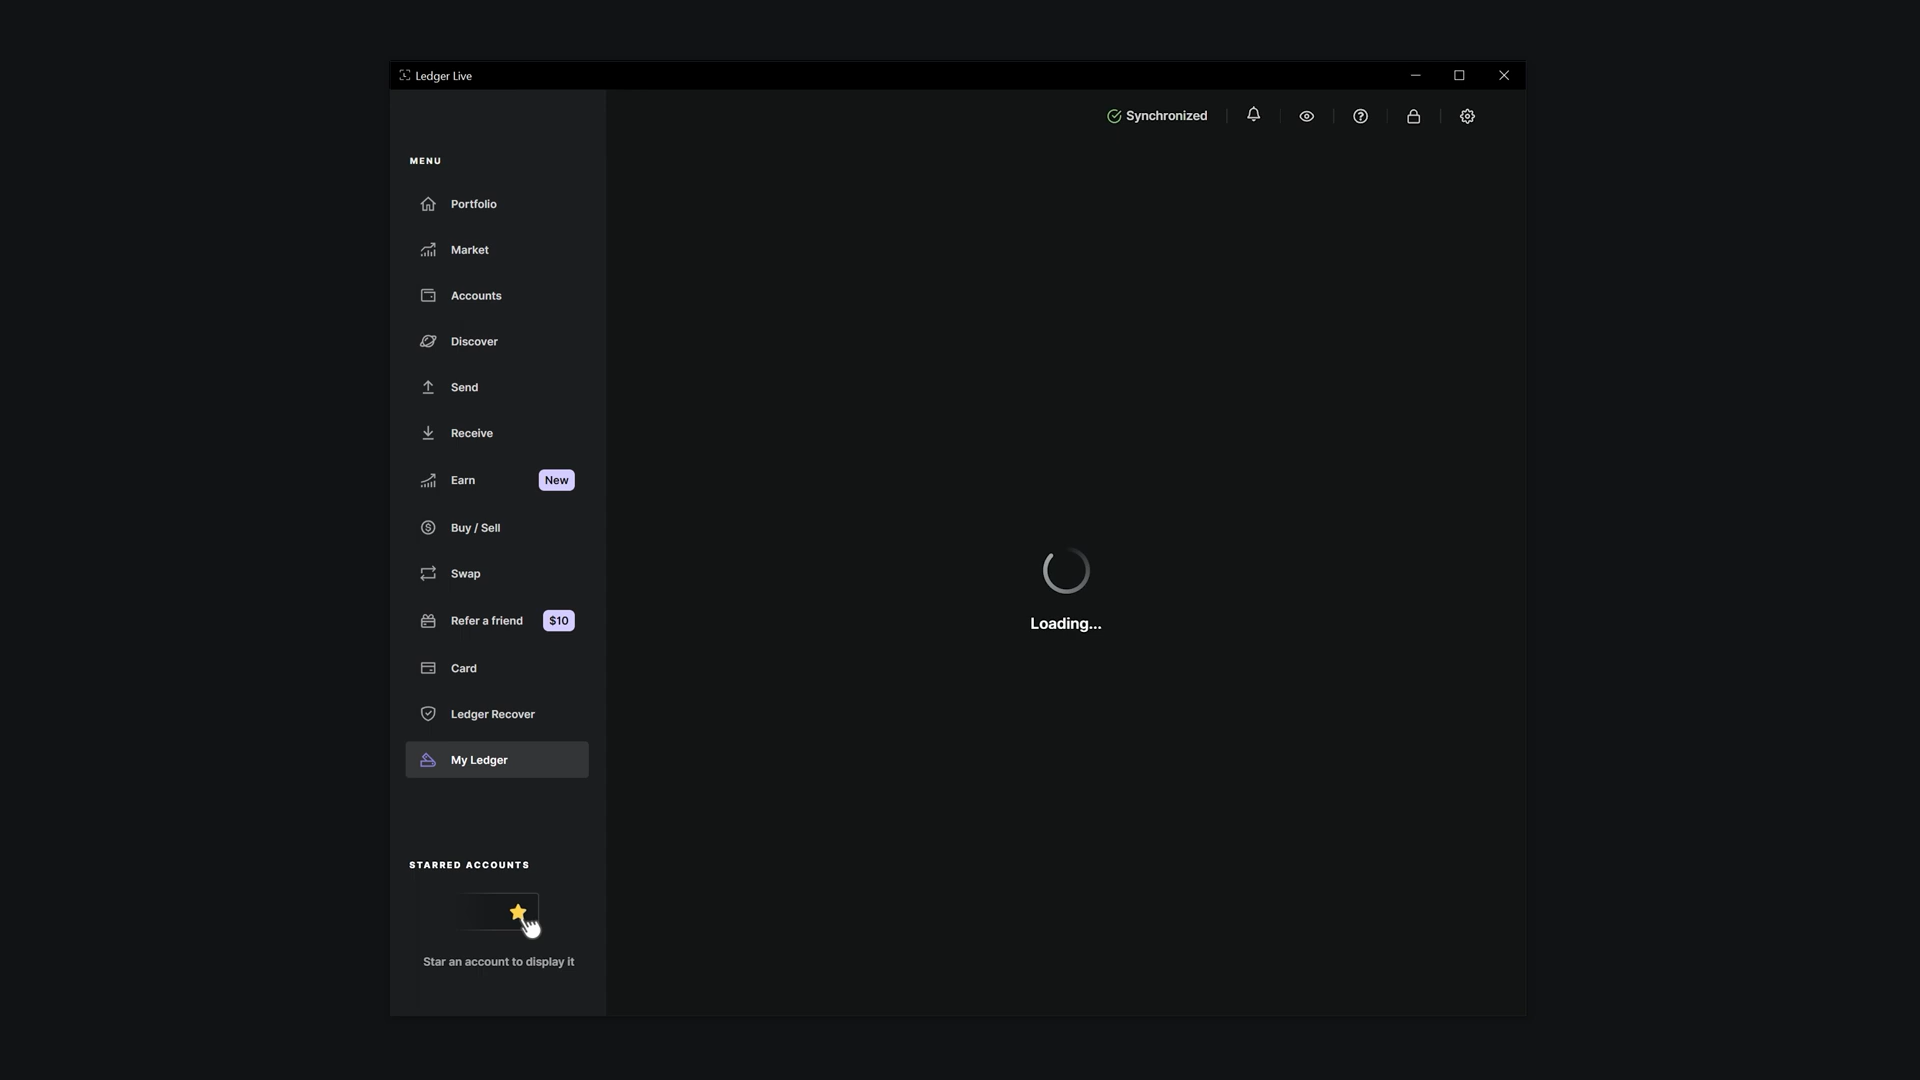 Ledger Live
Synchronized
MENU
Portfolio
Market
Accounts
Discover
Send
Receive
Earn New
Buy / Sell
Swap
Refer a friend $10
Card
Ledger Recover
My Ledger
Loading...
STARRED ACCOUNTS
Star an account to display it